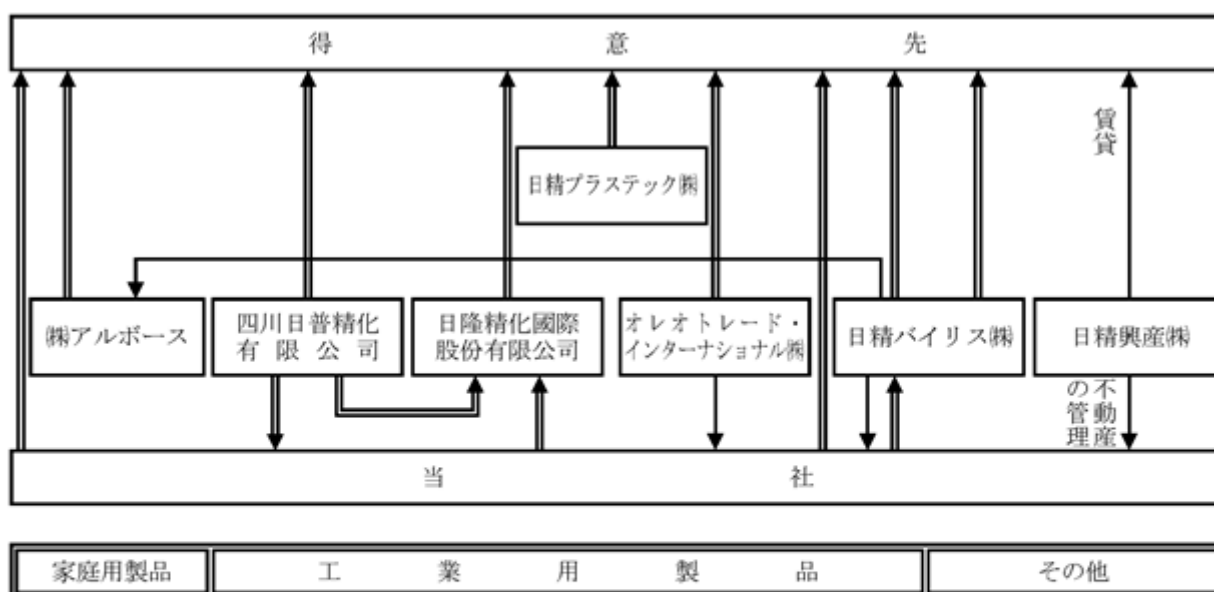 得意先
賃貸
日精プラステック㈱
㈱アルボース
四川日普精化
有限公司
日隆精化國際
股份有限公司
オレオトレード・
インターナショナル㈱
日精バイリス㈱
日精興産㈱
不動産
の管理
当社
家庭用製品
工業用製品
その他